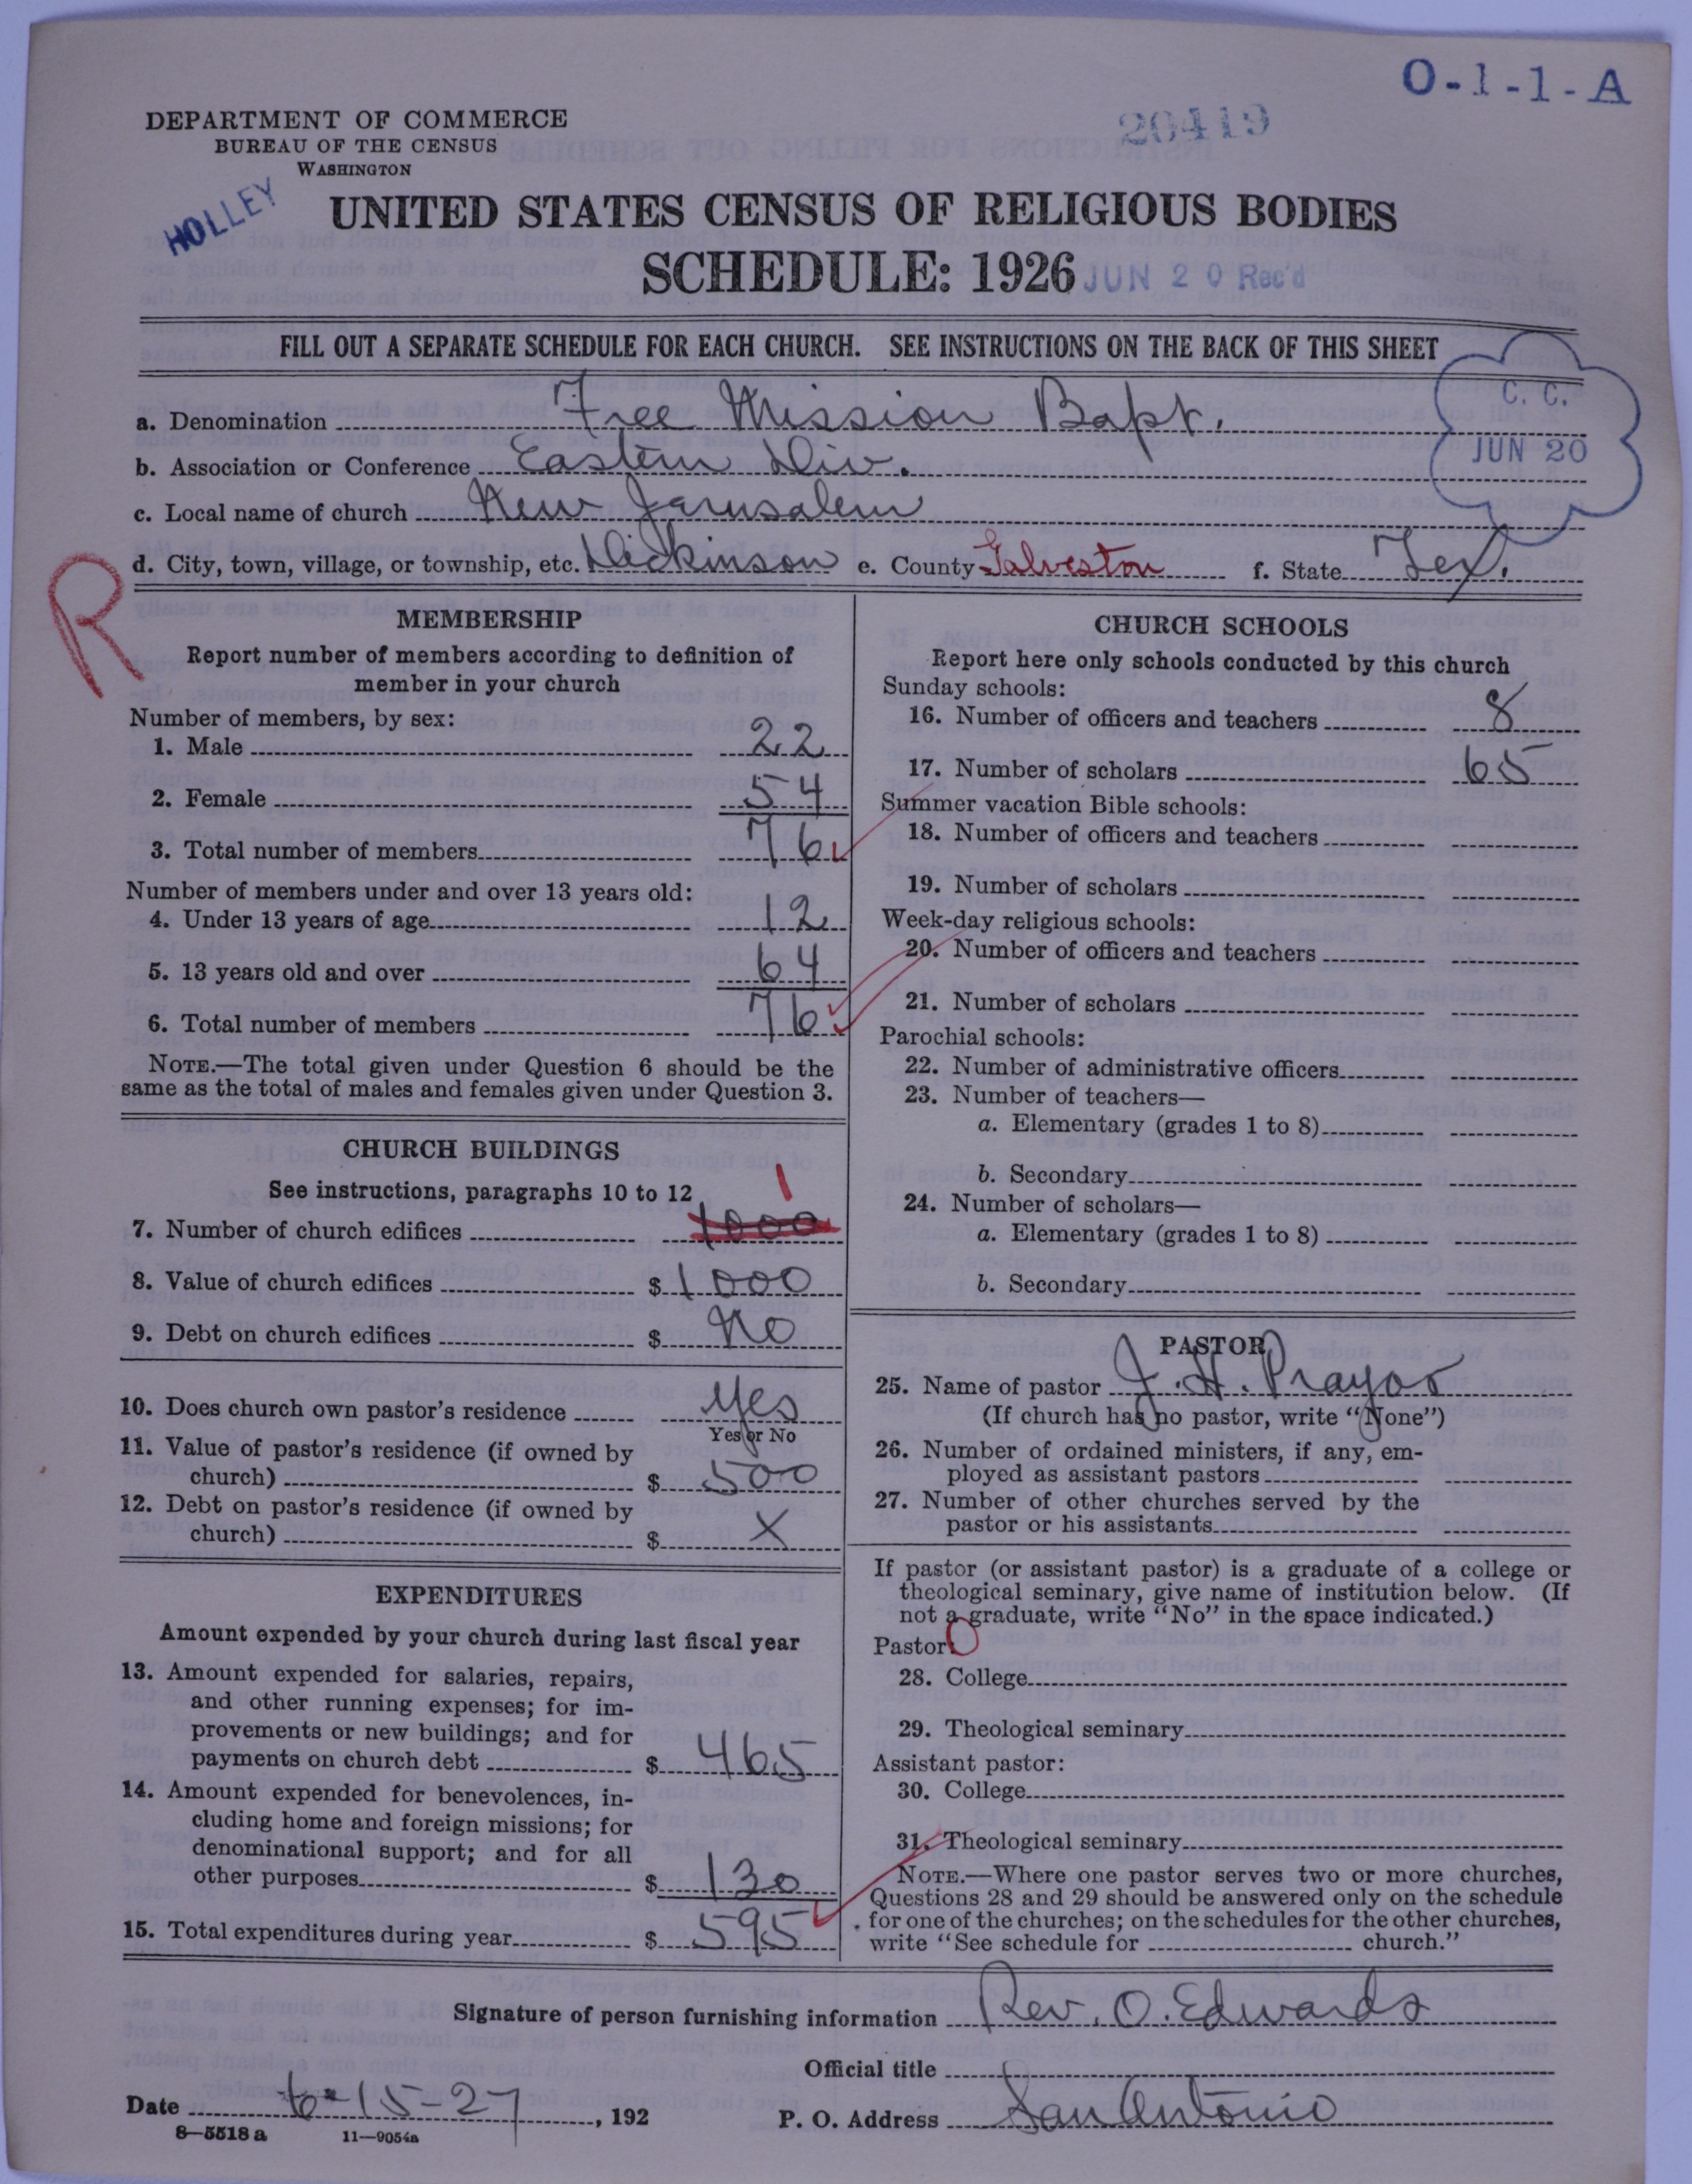 O-1-1-A
DEPARTMENT OF COMMERCE
BUREAU OF THE CENSUS
WASHINGTON
20419
HOLLEY
UNITED STATES CENSUS OF RELIGIOUS BODIES
SCHEDULE: 1926
JUN 20 Rec'd
FILL OUT A SEPARATE SCHEDULE FOR EACH CHURCH. SEE INSTRUCTIONS ON THE BACK OF THIS SHEET
C. C.
JUN 20
a. Denomination Free Mission Bapt.
b. Association or Conference Eastern Div.
c. Local name of church New Jarusalem
d. City, town, village, or township, etc. Dickinson e. County Galveston f. State Tex.
R
MEMBERSHIP
Report number of members according to definition of
member in your church
Number of members, by sex:
1. Male 22
2. Female 54
3. Total number of members 76
Number of members under and over 13 years old:
4. Under 13 years of age 12
5. 13 years old and over 64
6. Total number of members 76
NOTE.—The total given under Question 6 should be the
same as the total of males and females given under Question 3.
CHURCH BUILDINGS
See instructions, paragraphs 10 to 12
1
7. Number of church edifices 1000
8. Value of church edifices $ 1000
9. Debt on church edifices $ No
10. Does church own pastor's residence yes
Yes or No
11. Value of pastor's residence (if owned by
church) $ 500
12. Debt on pastor's residence (if owned by
church) $ X
EXPENDITURES
Amount expended by your church during last fiscal year
13. Amount expended for salaries, repairs,
and other running expenses; for im-
provements or new buildings; and for
payments on church debt $ 465
14. Amount expended for benevolences, in-
cluding home and foreign missions; for
denominational support; and for all
other purposes $ 130
15. Total expenditures during year $ 595
CHURCH SCHOOLS
Report here only schools conducted by this church
Sunday schools:
16. Number of officers and teachers 8
17. Number of scholars 65
Summer vacation Bible schools:
18. Number of officers and teachers
19. Number of scholars
Week-day religious schools:
20. Number of officers and teachers
21. Number of scholars
Parochial schools:
22. Number of administrative officers
23. Number of teachers—
a. Elementary (grades 1 to 8)
b. Secondary
24. Number of scholars—
a. Elementary (grades 1 to 8)
b. Secondary
PASTOR
25. Name of pastor J. H. Prayor
(If church has no pastor, write "None")
26. Number of ordained ministers, if any, em-
ployed as assistant pastors
27. Number of other churches served by the
pastor or his assistants
If pastor (or assistant pastor) is a graduate of a college or
theological seminary, give name of institution below. (If
not a graduate, write "No" in the space indicated.)
Pastor: O
28. College
29. Theological seminary
Assistant pastor:
30. College
31. Theological seminary
NOTE.—Where one pastor serves two or more churches,
Questions 28 and 29 should be answered only on the schedule
for one of the churches; on the schedules for the other churches,
write "See schedule for church."
Signature of person furnishing information Rev. O. Edwards
Official title
Date 6-15-27, 192 P. O. Address San Antonio
8—5518 a 11—9054a